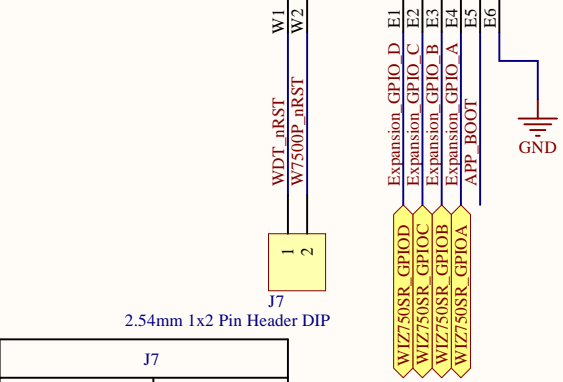 W1
W2
E1
E2
E3
E4
E5
E6
WDT_nRST
W7500P_nRST
Expansion_GPIO_D
Expansion_GPIO_C
Expansion_GPIO_B
Expansion_GPIO_A
APP_BOOT
GND
1
2
WIZ750SR_GPIOD
WIZ750SR_GPIOC
WIZ750SR_GPIOB
WIZ750SR_GPIOA
J7
2.54mm 1x2 Pin Header DIP
J7